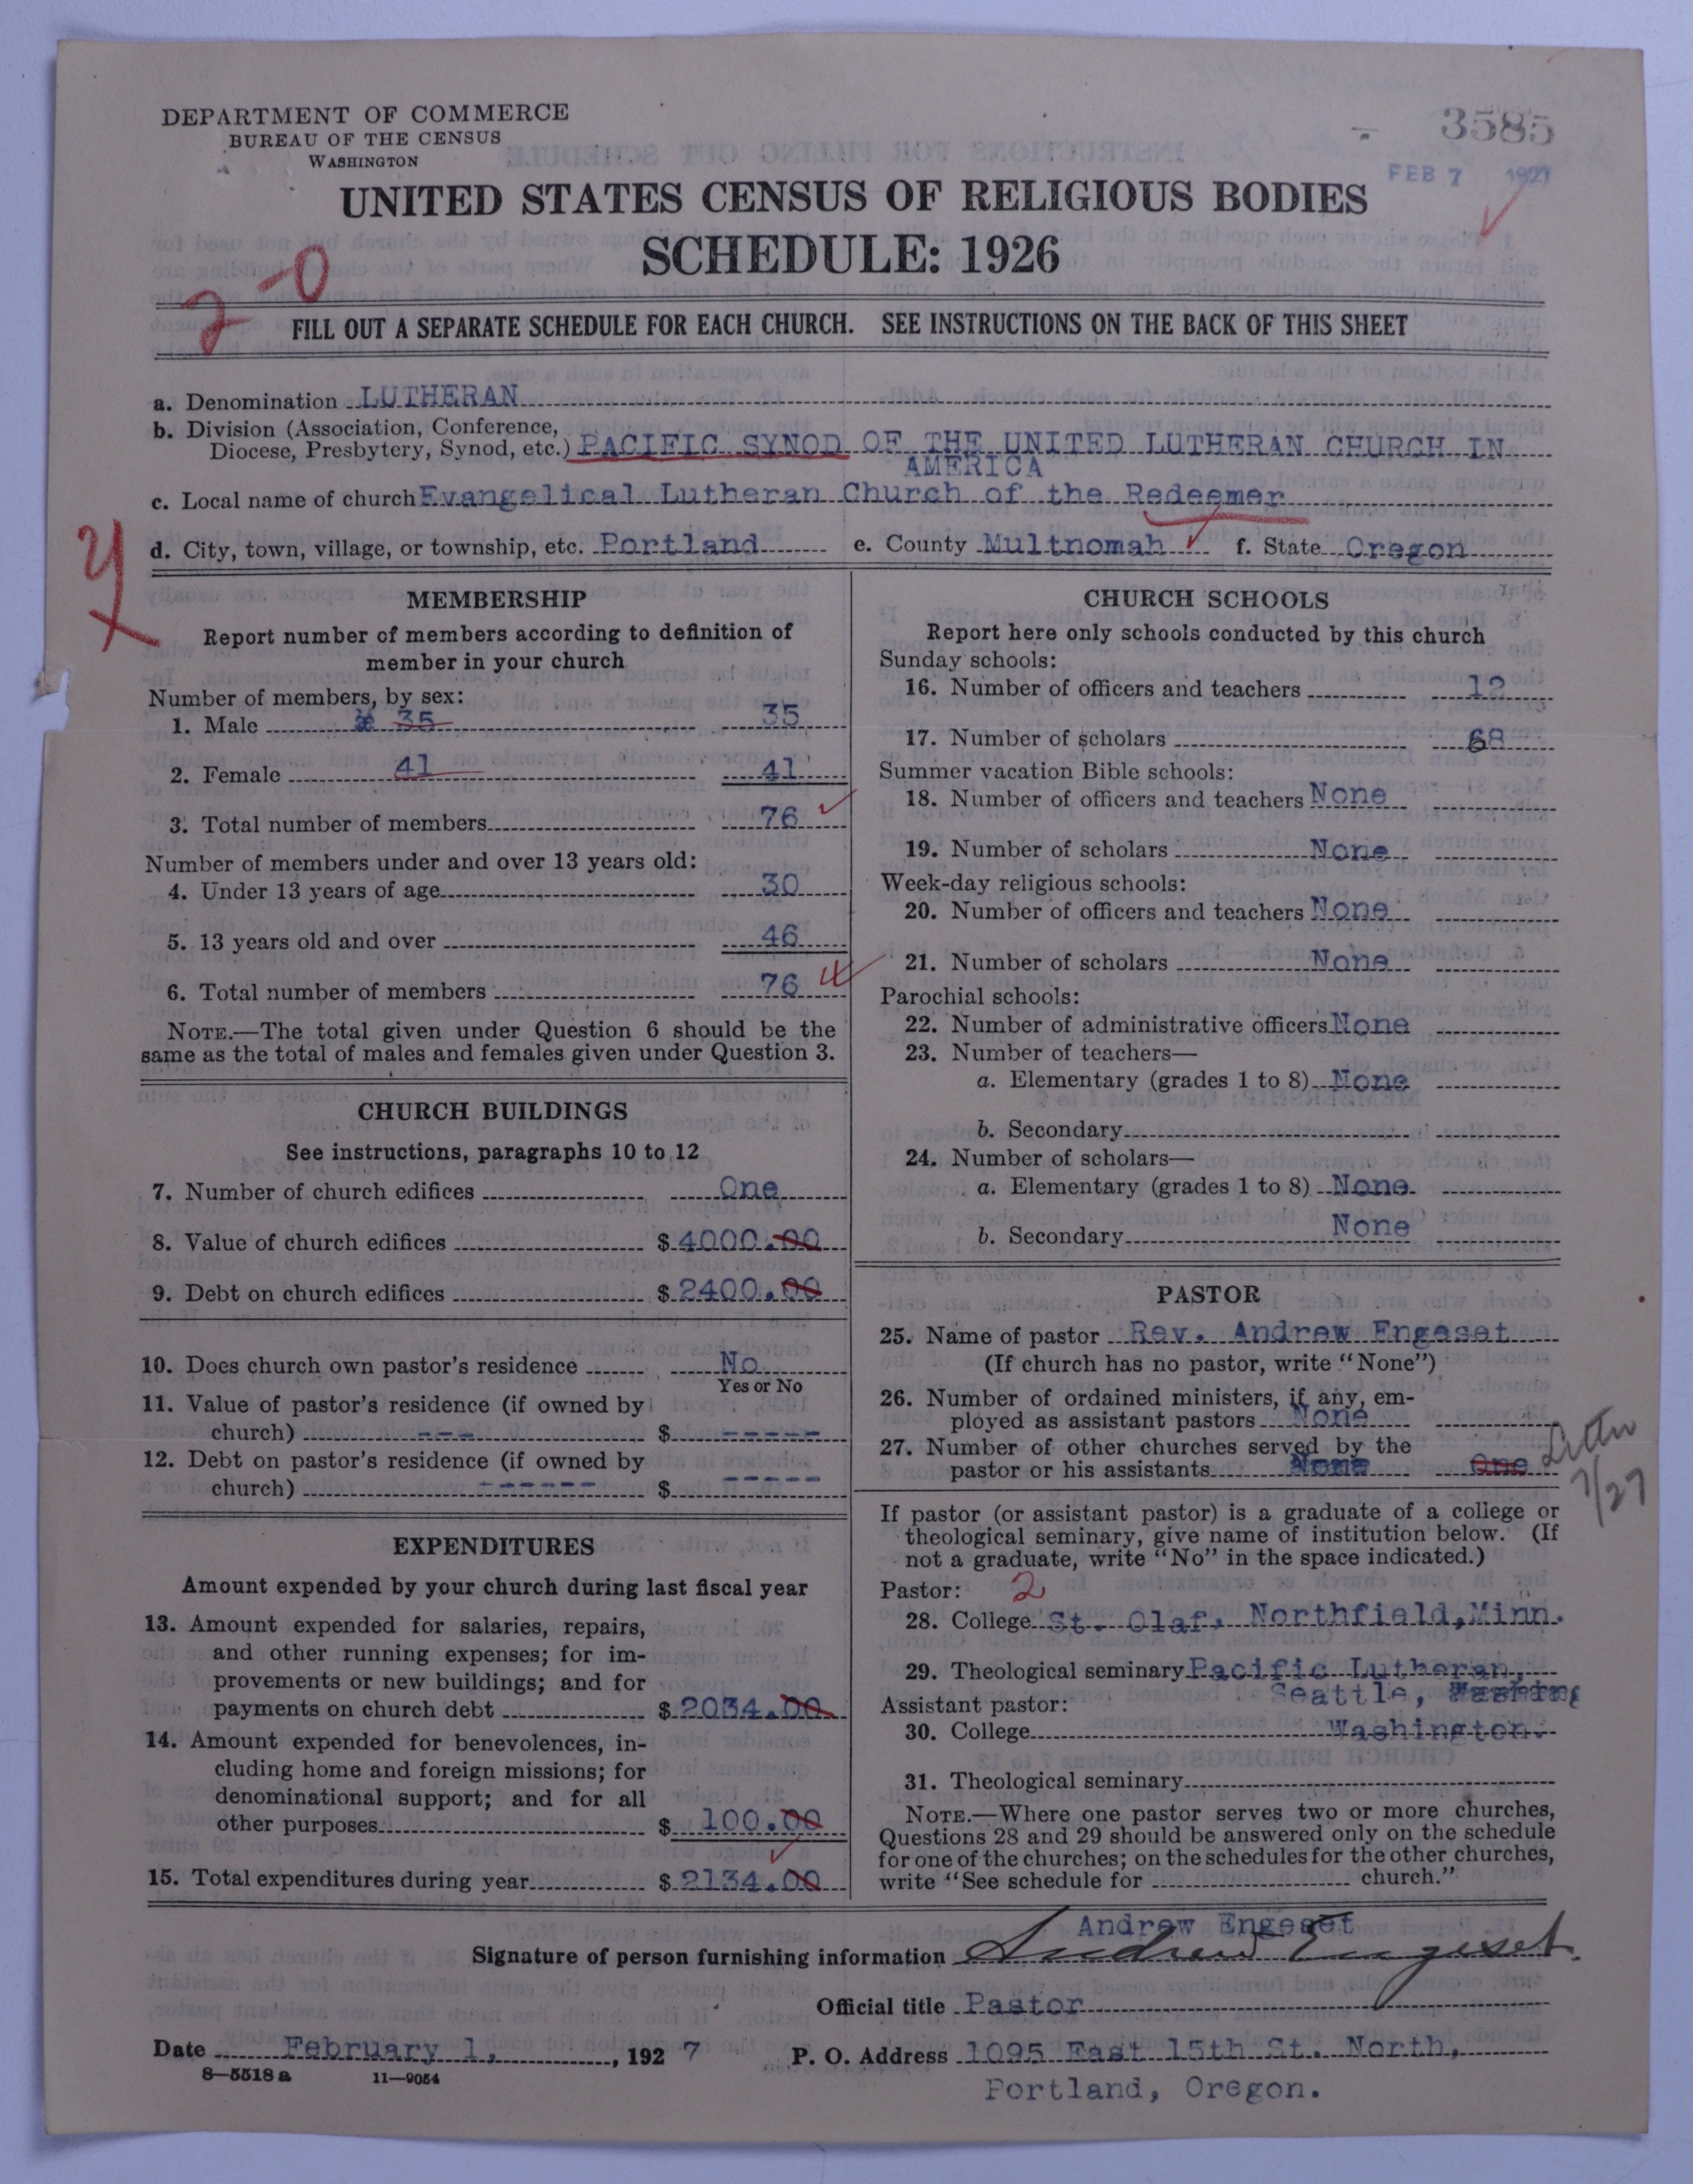 DEPARTMENT OF COMMERCE
BUREAU OF THE CENSUS
WASHINGTON
3585
FEB 7 1927
UNITED STATES CENSUS OF RELIGIOUS BODIES
SCHEDULE: 1926
2-0
FILL OUT A SEPARATE SCHEDULE FOR EACH CHURCH. SEE INSTRUCTIONS ON THE BACK OF THIS SHEET
a. Denomination LUTHERAN
b. Division (Association, Conference,
Diocese, Presbytery, Synod, etc.) PACIFIC SYNOD OF THE UNITED LUTHERAN CHURCH IN
AMERICA
c. Local name of church Evangelical Lutheran Church of the Redeemer
d. City, town, village, or township, etc. Portland e. County Multnomah f. State Oregon
MEMBERSHIP
Report number of members according to definition of
member in your church
Number of members, by sex:
1. Male 35 35
2. Female 41 41
3. Total number of members 76
Number of members under and over 13 years old:
4. Under 13 years of age 30
5. 13 years old and over 46
6. Total number of members 76
NOTE.—The total given under Question 6 should be the
same as the total of males and females given under Question 3.
CHURCH BUILDINGS
See instructions, paragraphs 10 to 12
7. Number of church edifices One
8. Value of church edifices $ 4000.00
9. Debt on church edifices $ 2400.00
10. Does church own pastor's residence No
Yes or No
11. Value of pastor's residence (if owned by
church) --- $ -----
12. Debt on pastor's residence (if owned by
church) ------ $ -----
EXPENDITURES
Amount expended by your church during last fiscal year
13. Amount expended for salaries, repairs,
and other running expenses; for im-
provements or new buildings; and for
payments on church debt $ 2034.00
14. Amount expended for benevolences, in-
cluding home and foreign missions; for
denominational support; and for all
other purposes $ 100.00
15. Total expenditures during year $ 2134.00
CHURCH SCHOOLS
Report here only schools conducted by this church
Sunday schools:
16. Number of officers and teachers 12
17. Number of scholars 68
Summer vacation Bible schools:
18. Number of officers and teachers None
19. Number of scholars None
Week-day religious schools:
20. Number of officers and teachers None
21. Number of scholars None
Parochial schools:
22. Number of administrative officers None
23. Number of teachers—
a. Elementary (grades 1 to 8) None
b. Secondary
24. Number of scholars—
a. Elementary (grades 1 to 8) None
b. Secondary None
PASTOR
25. Name of pastor Rev. Andrew Engeset
(If church has no pastor, write "None")
26. Number of ordained ministers, if any, em-
ployed as assistant pastors None
27. Number of other churches served by the
pastor or his assistants None One
Letter
7/27
If pastor (or assistant pastor) is a graduate of a college or
theological seminary, give name of institution below. (If
not a graduate, write "No" in the space indicated.)
Pastor: 2
28. College St. Olaf, Northfield, Minn.
29. Theological seminary Pacific Lutheran,
Assistant pastor: Seattle,
30. College Washington.
31. Theological seminary
NOTE.—Where one pastor serves two or more churches,
Questions 28 and 29 should be answered only on the schedule
for one of the churches; on the schedules for the other churches,
write "See schedule for church."
Andrew Engeset
Signature of person furnishing information Andrew Engeset
Official title Pastor
Date February 1, , 192 7 P. O. Address 1095 East 15th St. North,
8—5518 a 11—9054
Portland, Oregon.